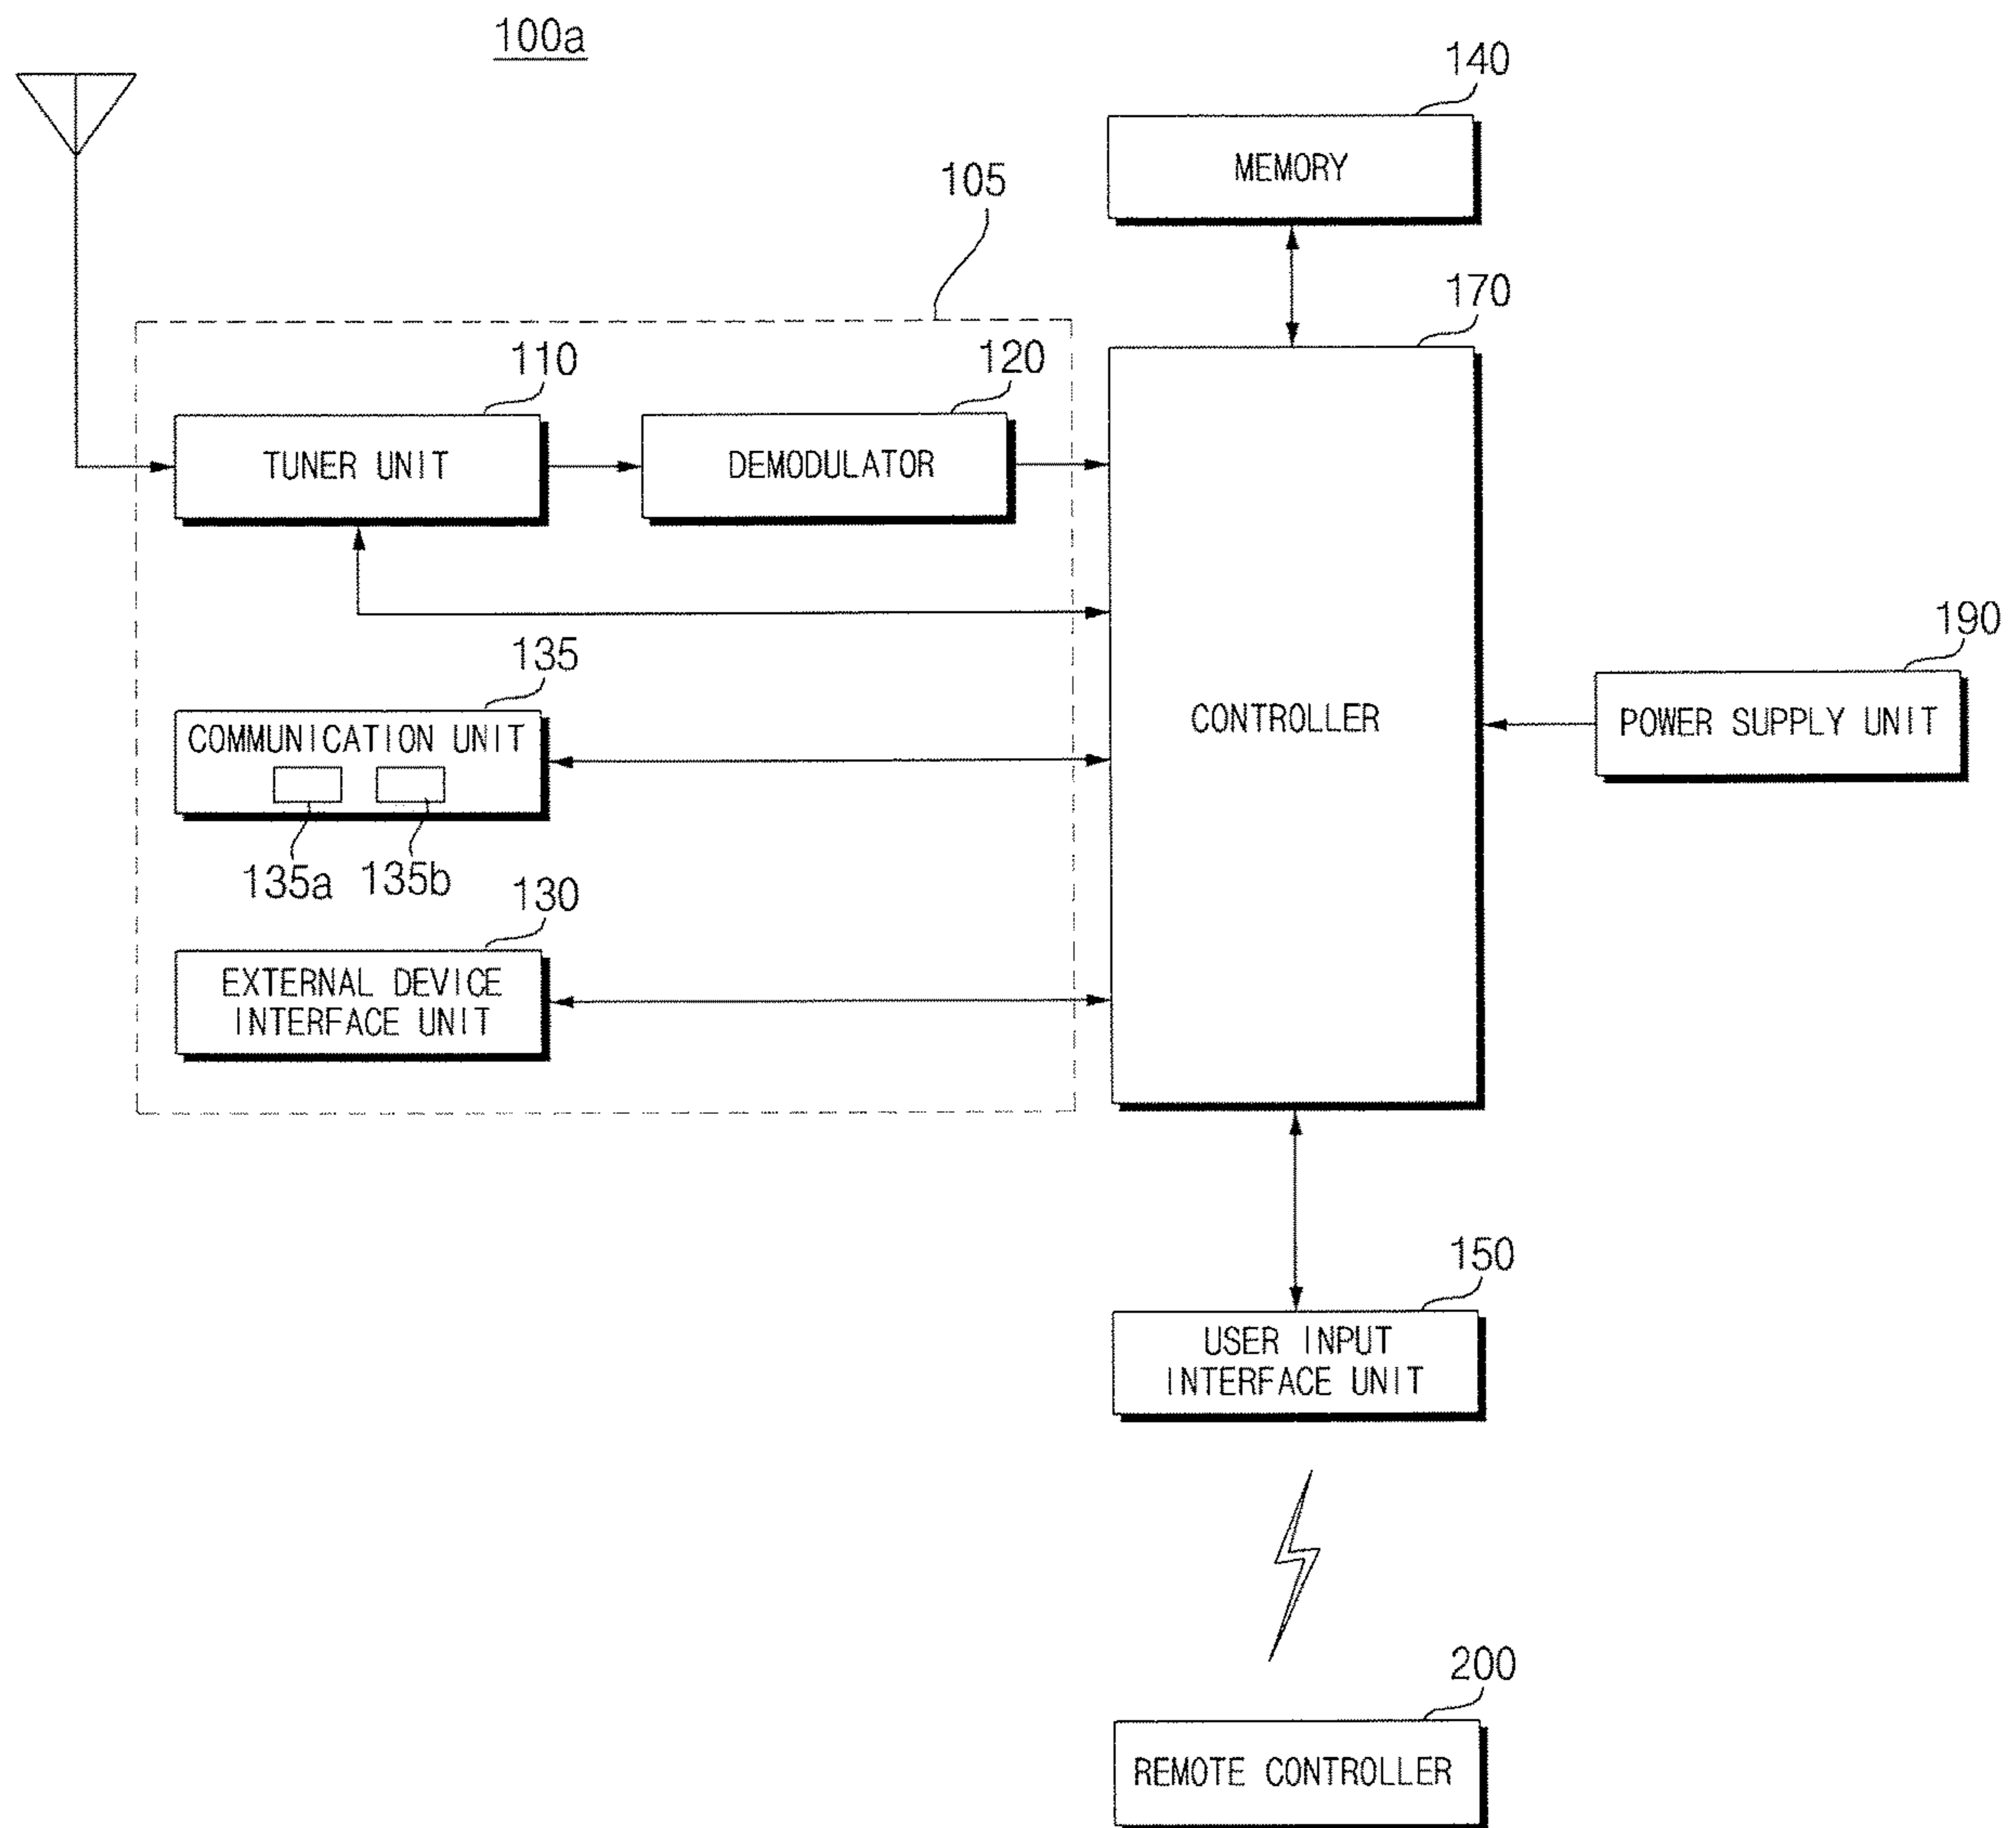 100a
140
MEMORY
105
170
110
120
TUNER UNIT
DEMODULATOR
190
135
COMMUNICATION UNIT
CONTROLLER
POWER SUPPLY UNIT
135a
135b
130
EXTERNAL DEVICE
INTERFACE UNIT
150
USER INPUT
INTERFACE UNIT
200
REMOTE CONTROLLER